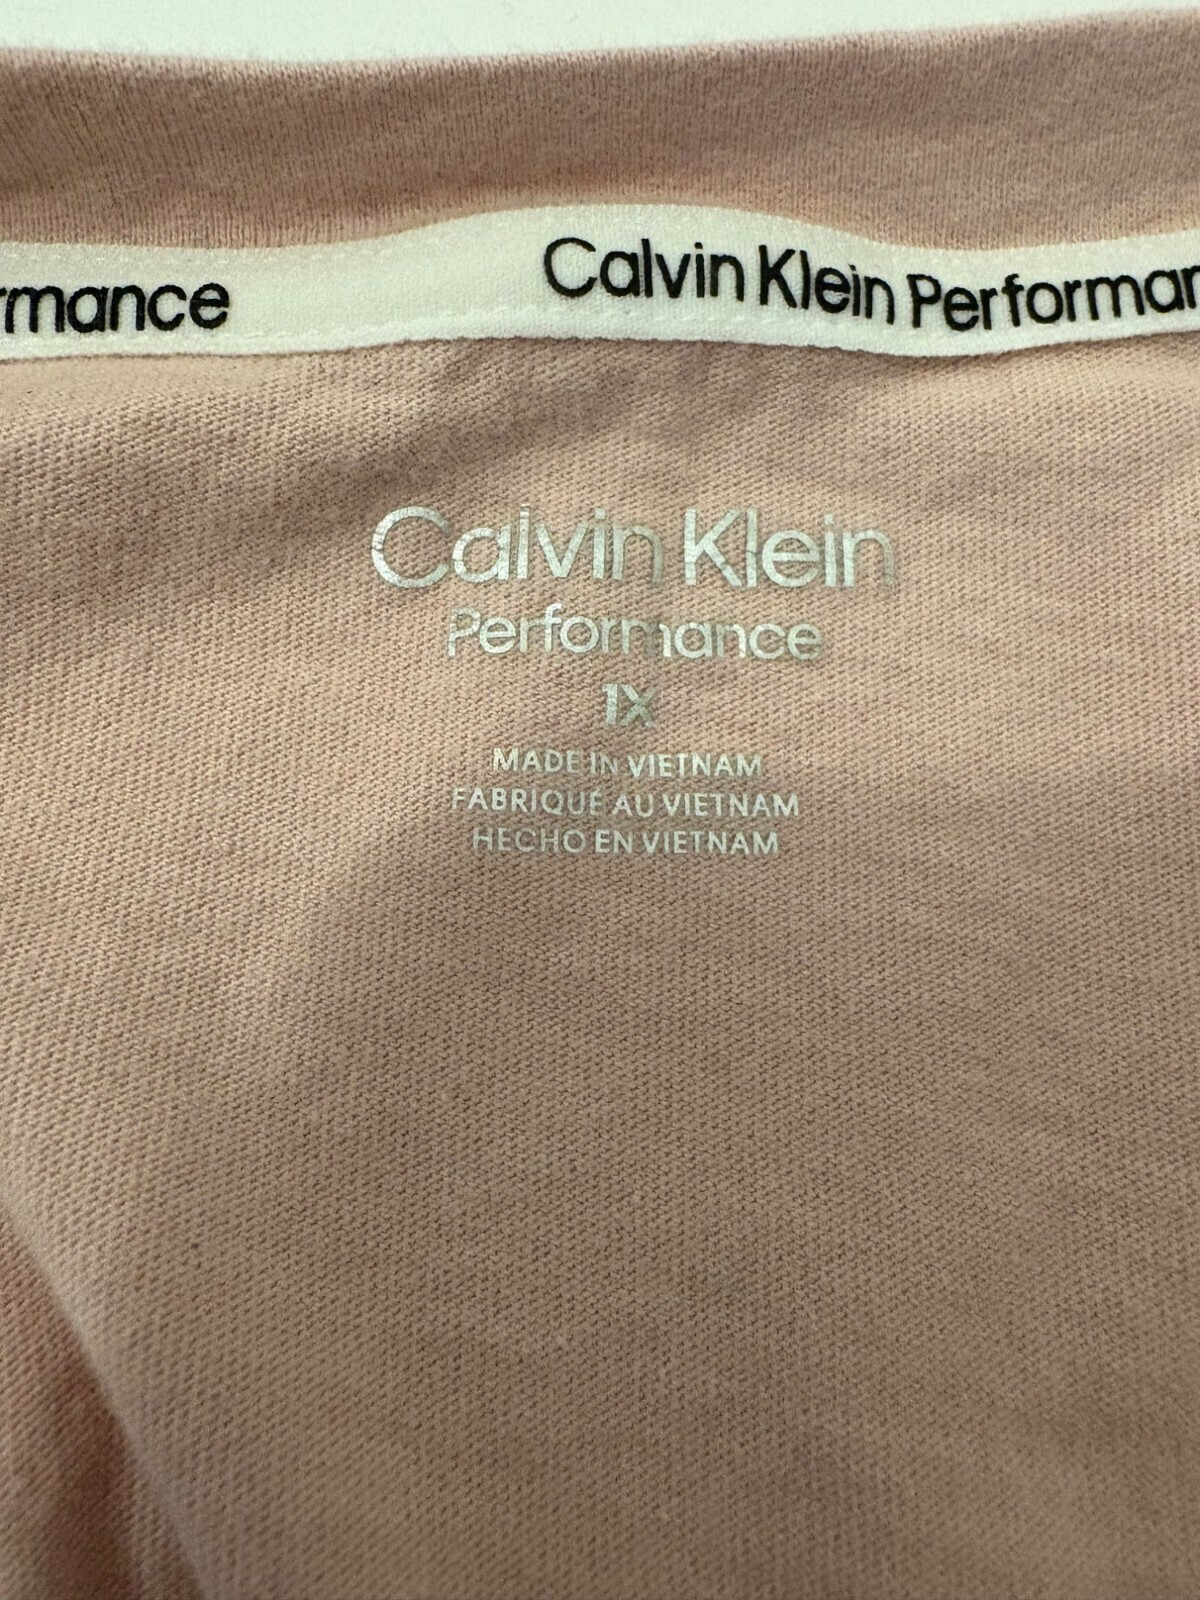 rmance Calvin Klein Performan
Calvin Klein
Performance
1X
MADE IN VIETNAM
FABRIQUÉ AU VIETNAM
HECHO EN VIETNAM